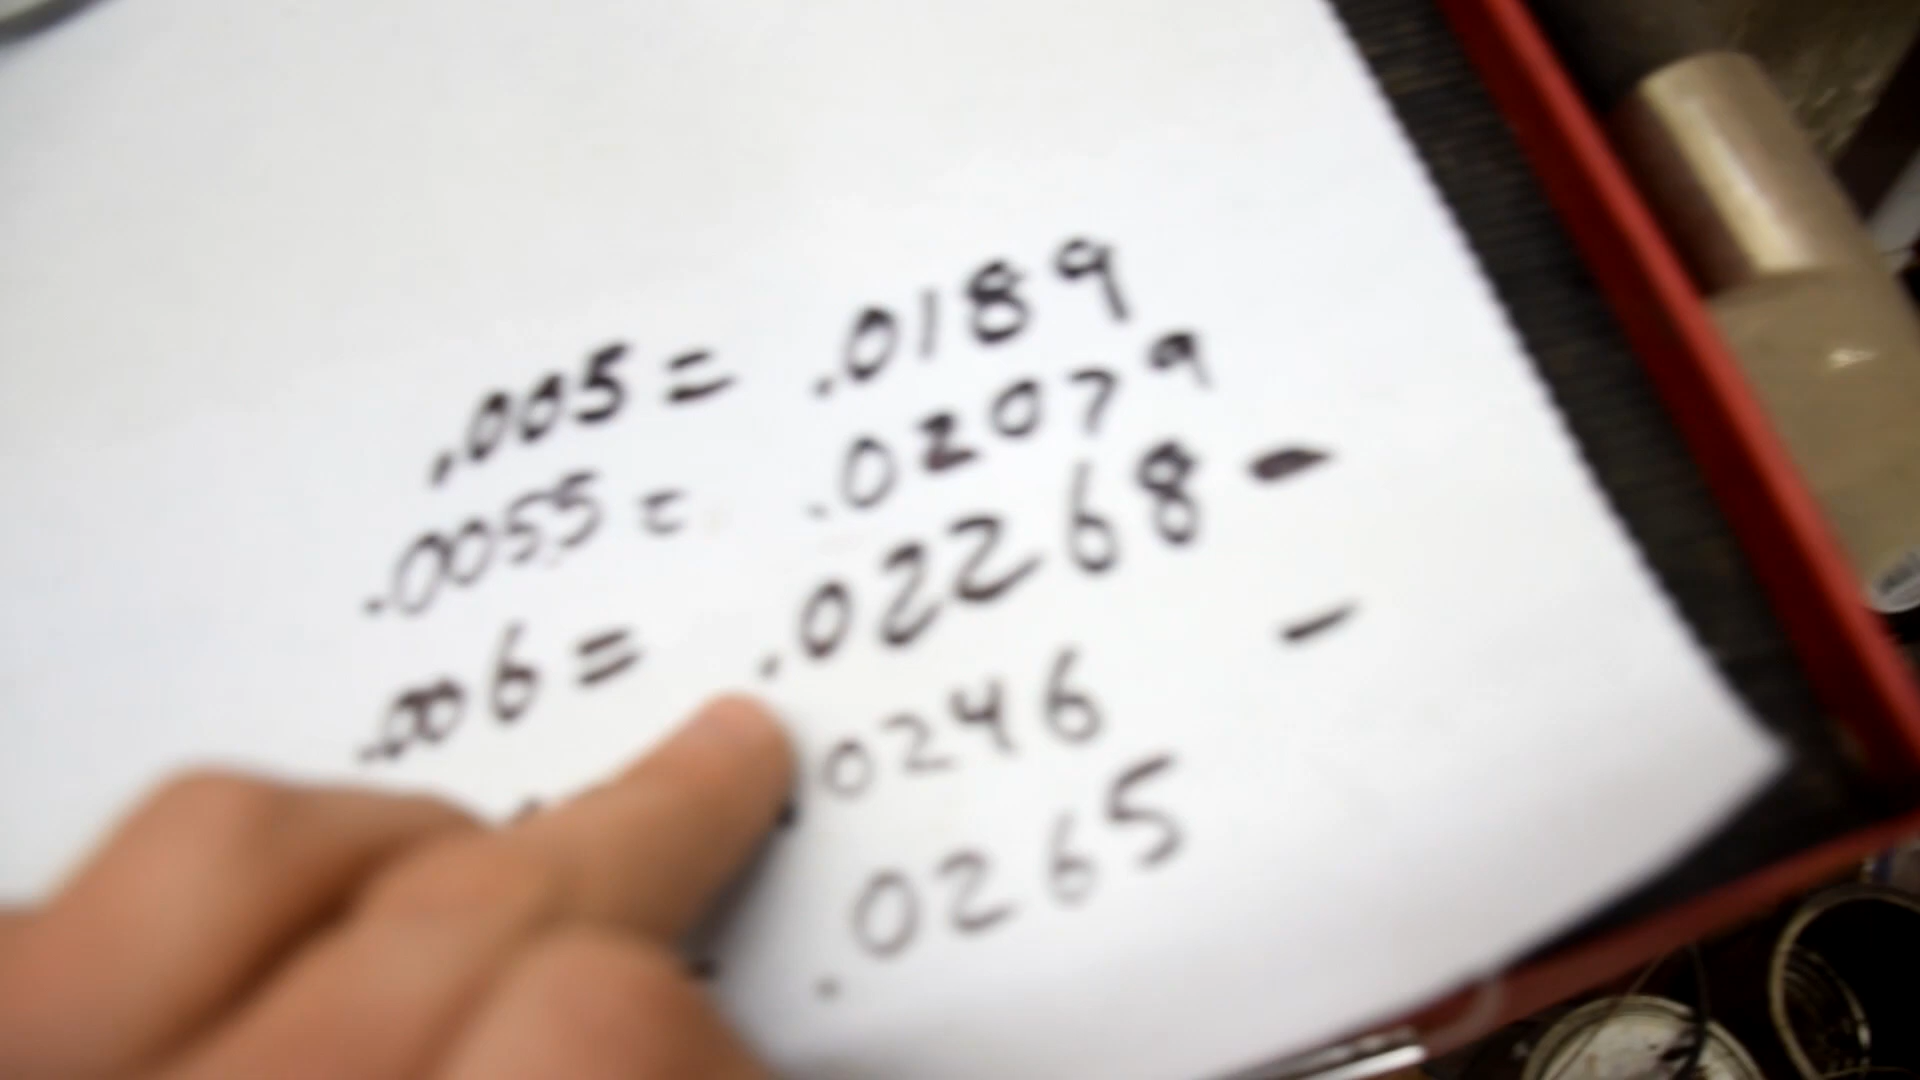 .005 = .0189
.0055 = .02079
.006 = .02268 -
0246 -
.0265